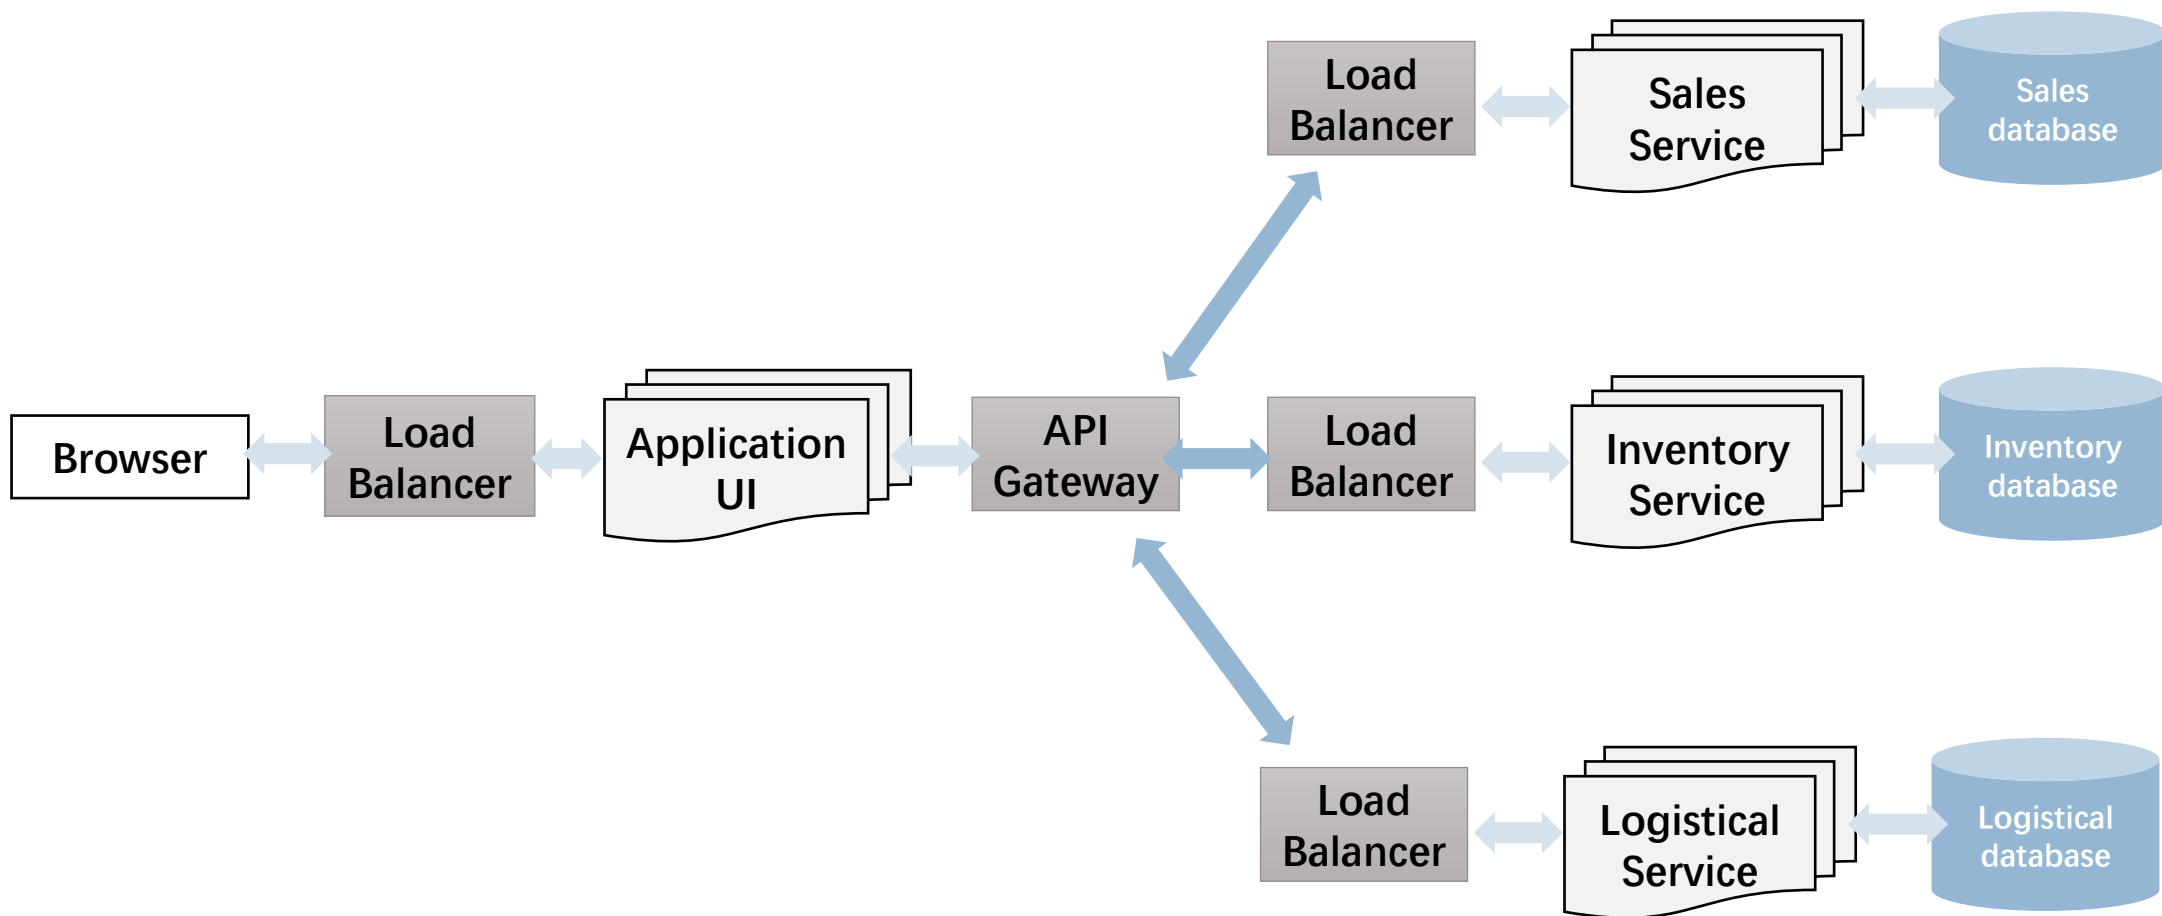 Load
Balancer
Sales
Service
Sales
database
Browser
Load
Balancer
Application
UI
API
Gateway
Load
Balancer
Inventory
Service
Inventory
database
Load
Balancer
Logistical
Service
Logistical
database